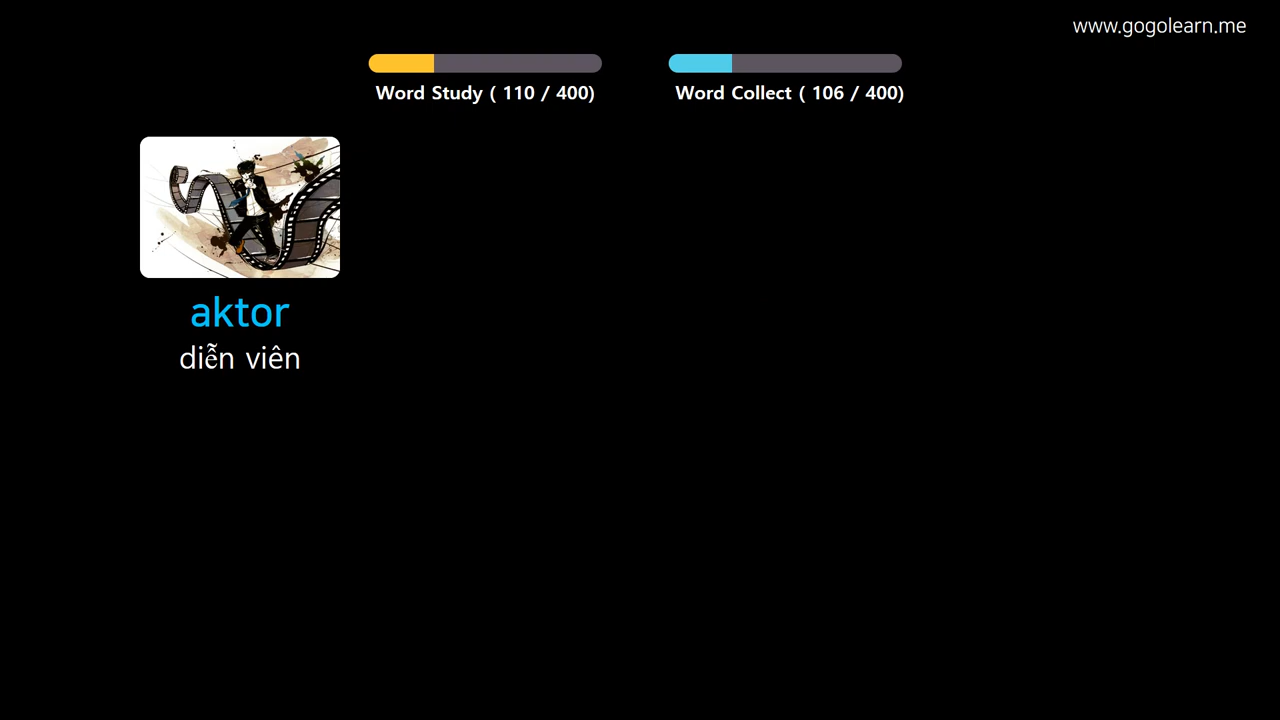 www.gogolearn.me
Word Study ( 110 / 400)
Word Collect ( 106 / 400)
aktor
diễn viên